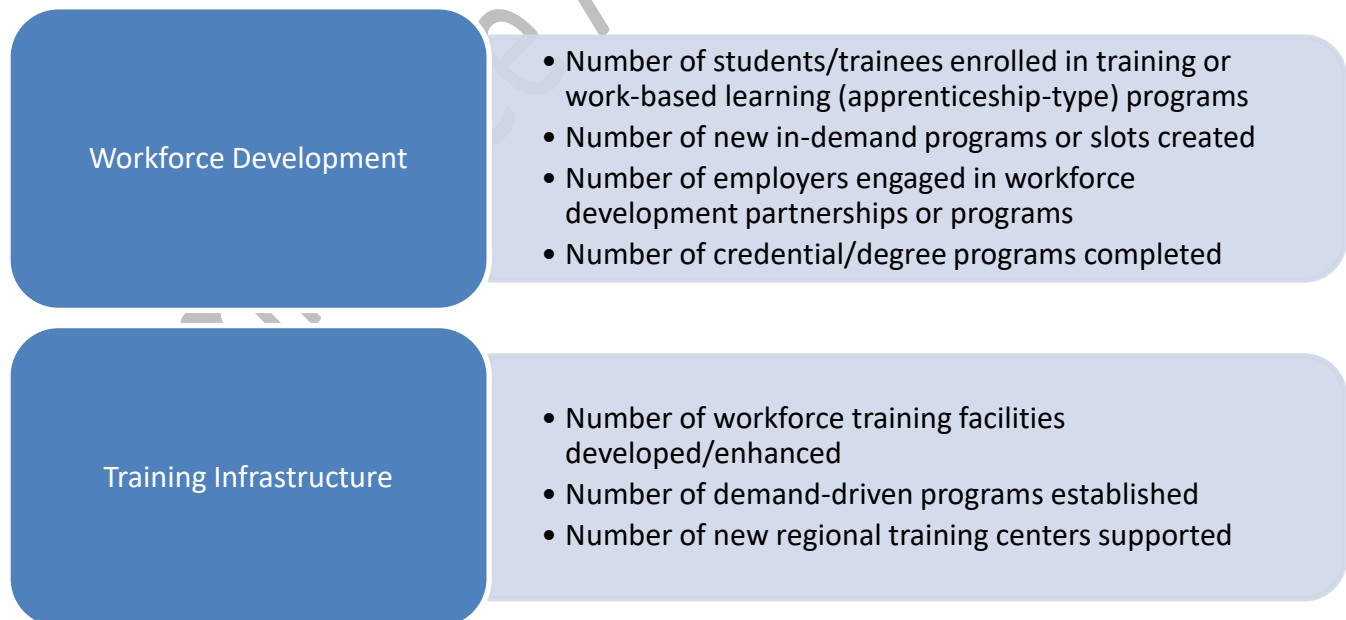 Workforce Development
• Number of students/trainees enrolled in training or
work-based learning (apprenticeship-type) programs
• Number of new in-demand programs or slots created
• Number of employers engaged in workforce
development partnerships or programs
• Number of credential/degree programs completed
Training Infrastructure
• Number of workforce training facilities
developed/enhanced
• Number of demand-driven programs established
• Number of new regional training centers supported